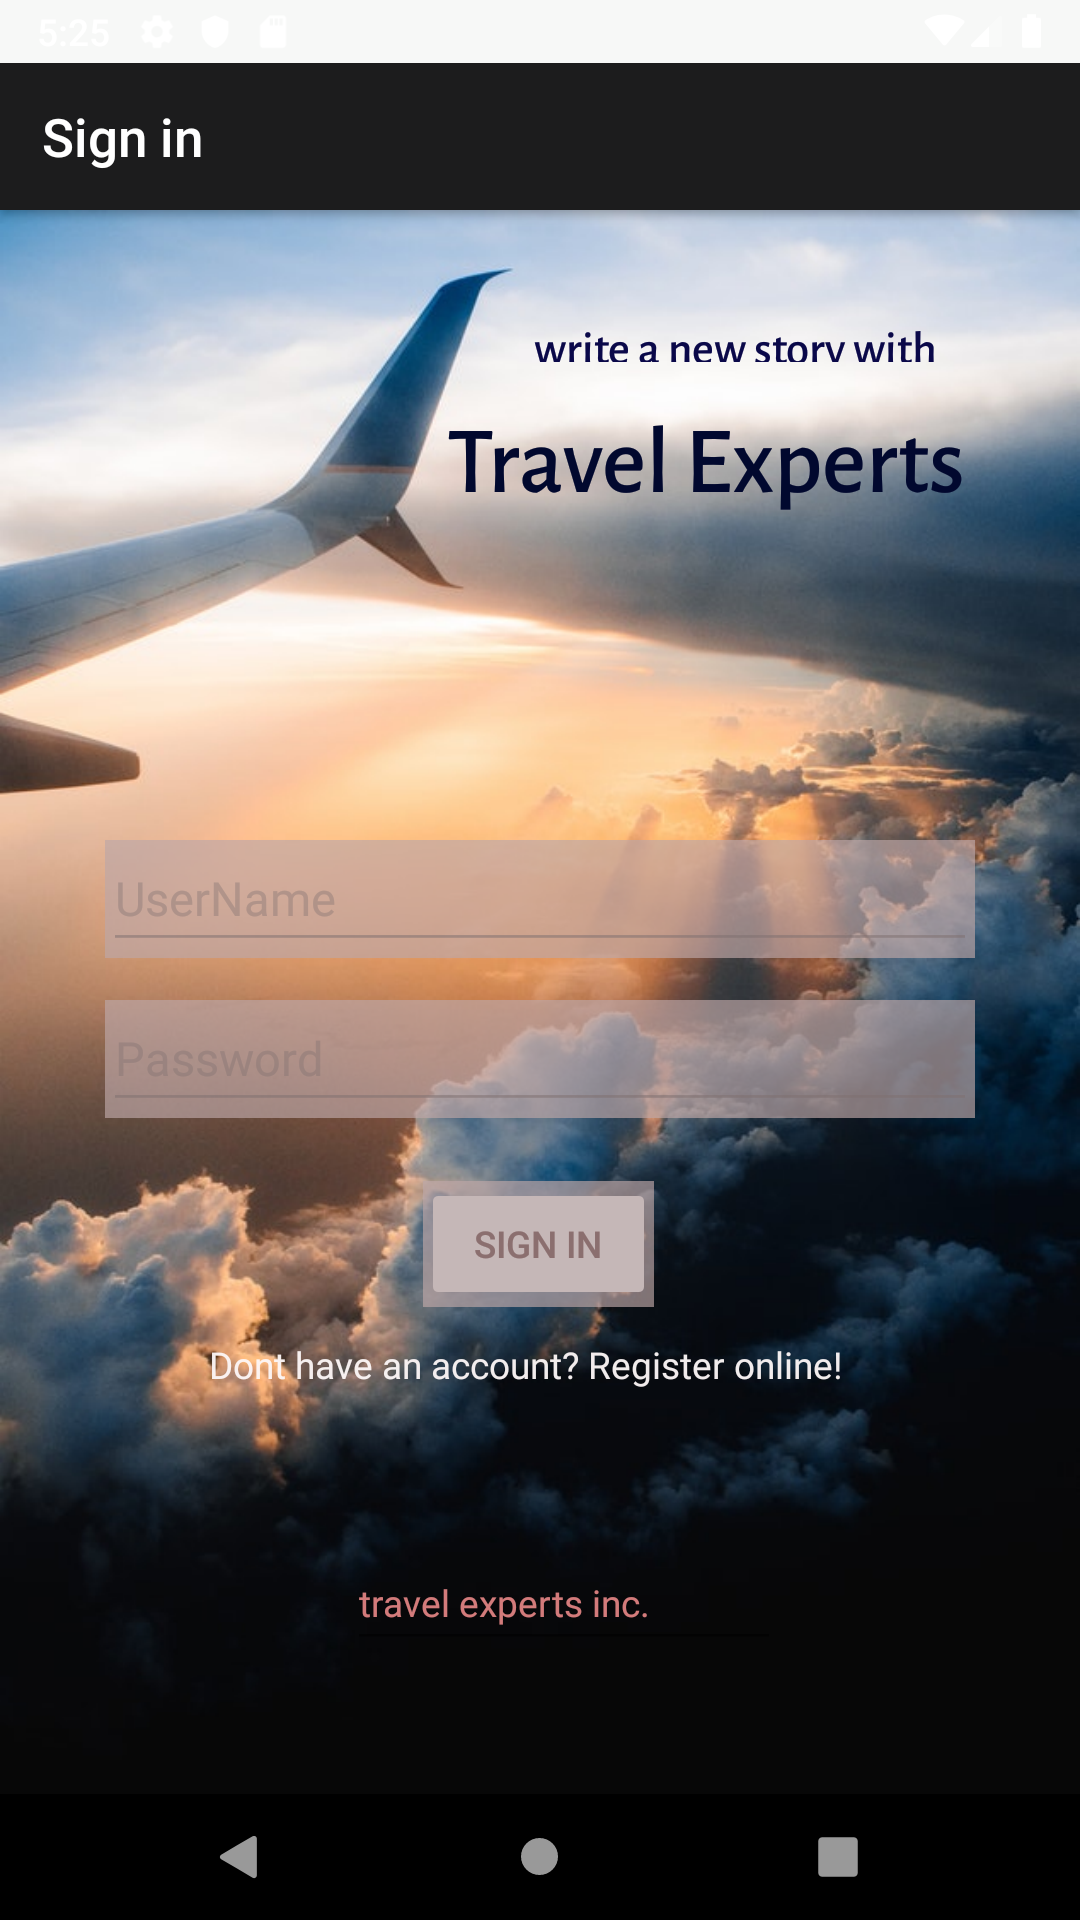 5:25
Sign in
write a new story with
Travel Experts
UserName
Password
SIGN IN
Dont have an account? Register online!
travel experts inc.